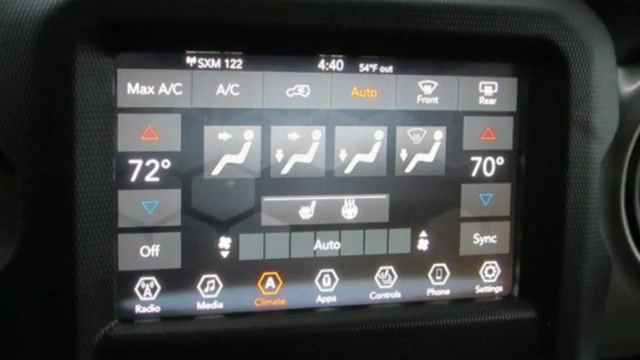 SXM 122 4:40 54°F out
Max A/C A/C Auto Front Rear
72° 70°
Off Auto Sync
Radio Media A Climate Ü Apps Controls Phone Settings